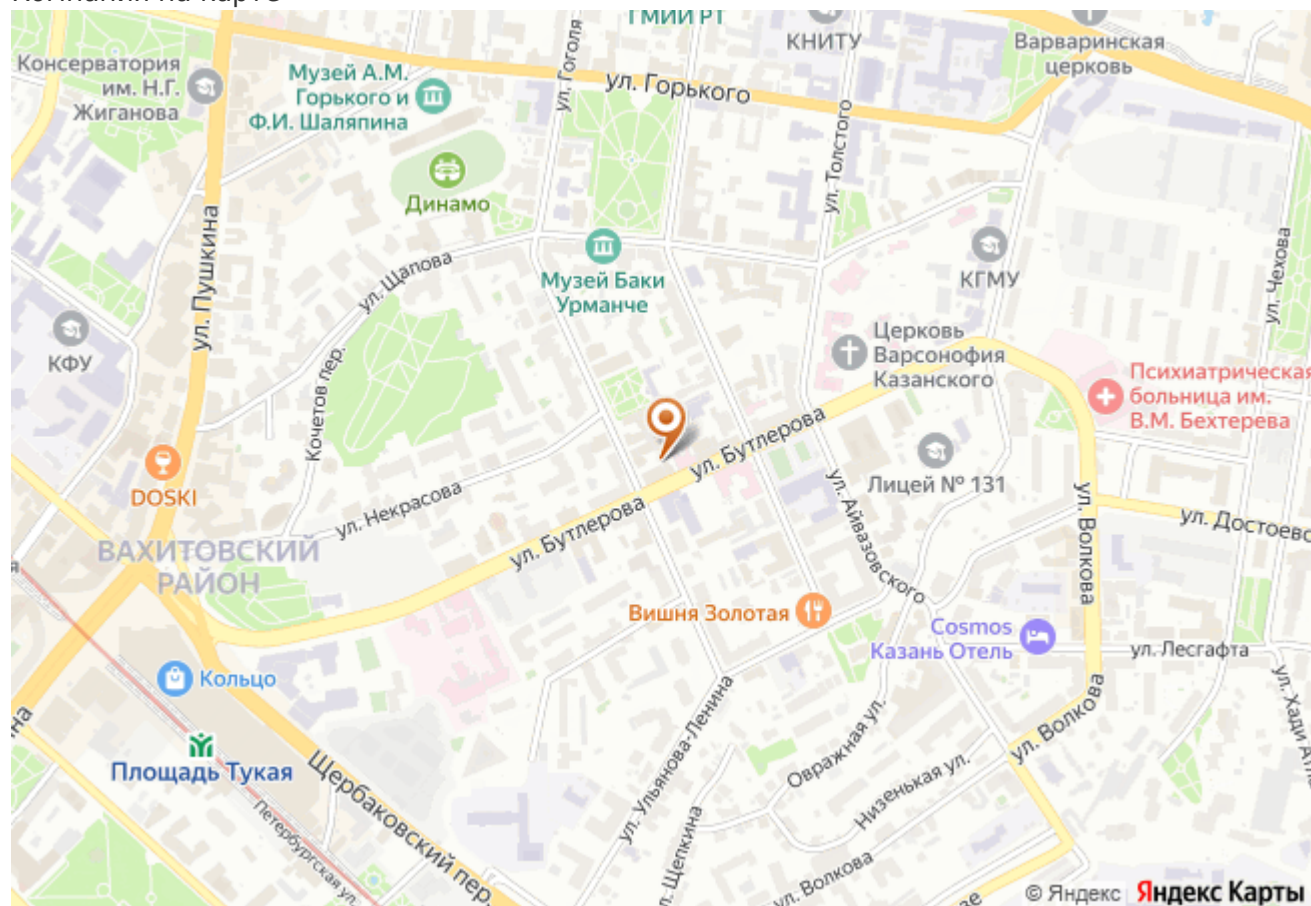 ГМИИ РТ
КНИТУ
Варваринская
церковь
Консерватория
им. Н.Г.
Жиганова
Музей А.М.
Горького и
Ф.И. Шаляпина
ул. Гоголя
ул. Горького
ул. Толстого
Динамо
ул. Пушкина
ул. Щапова
Музей Баки
Урманче
КГМУ
ул. Чехова
КФУ
Кочетов пер.
Церковь
Варсонофия
Казанского
Психиатрическая
больница им.
В.М. Бехтерева
DOSKI
ул. Некрасова
ул. Бутлерова
ул. Бутлерова
Лицей № 131
ул. Айвазовского
ул. Волкова
ул. Достоевс
ВАХИТОВСКИЙ
РАЙОН
Вишня Золотая
Cosmos
Казань Отель
ул. Лесгафта
Кольцо
Площадь Тукая
Петербургская ул.
Щербаковский пер.
ул. Ульянова-Ленина
ул. Щепкина
Овражная ул.
Низенькая ул.
ул. Волкова
ул. Волкова
© Яндекс Яндекс Карты